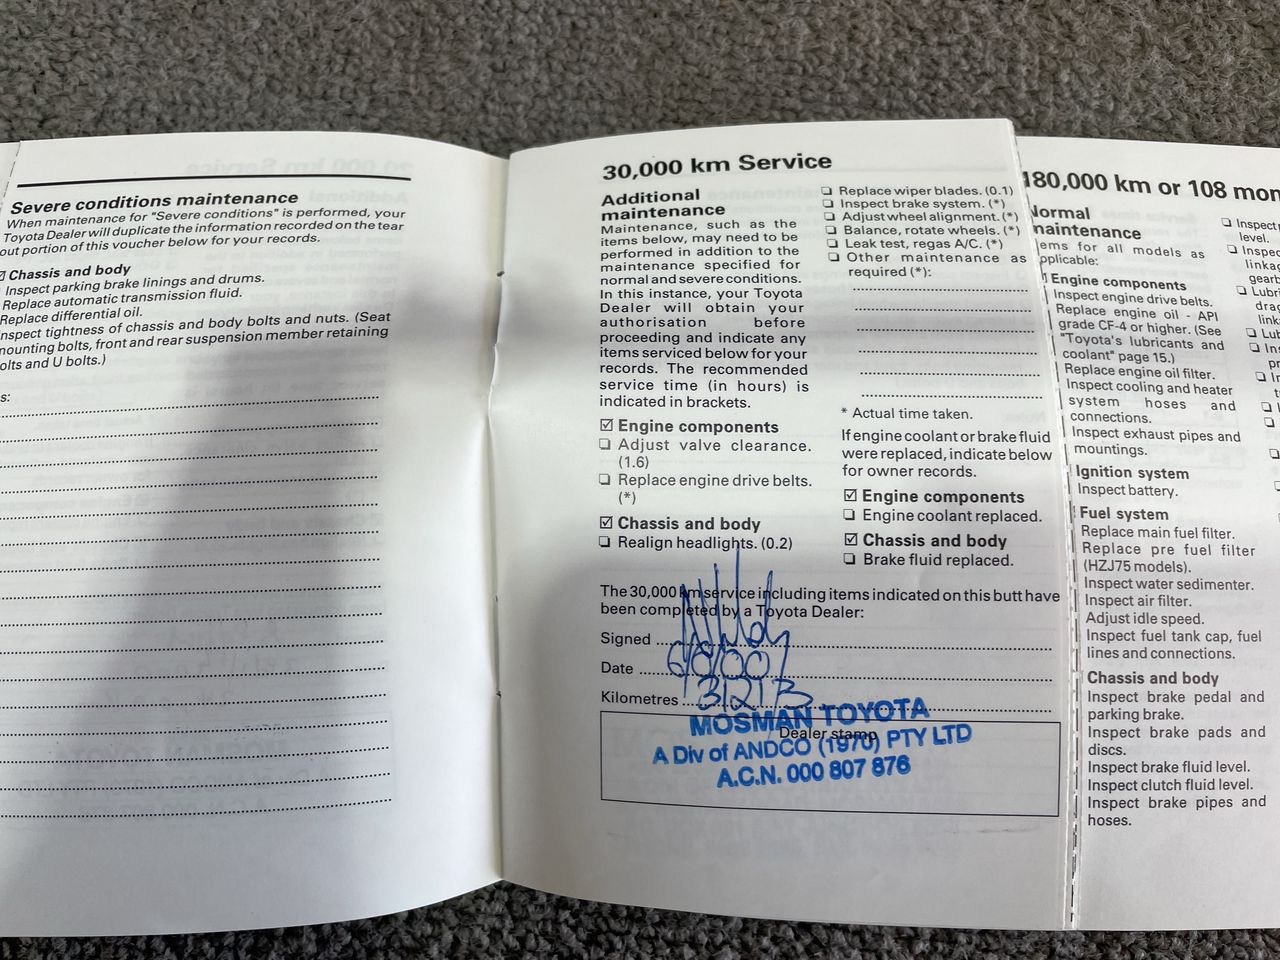 Severe conditions maintenance
When maintenance for "Severe conditions" is performed, your
Toyota Dealer will duplicate the information recorded on the tear
out portion of this voucher below for your records.
☑ Chassis and body
Inspect parking brake linings and drums.
Replace automatic transmission fluid.
Replace differential oil.
nspect tightness of chassis and body bolts and nuts. (Seat
mounting bolts, front and rear suspension member retaining
olts and U bolts.)
s:
30,000 km Service
Additional
maintenance
Maintenance, such as the
items below, may need to be
performed in addition to the
maintenance specified for
normal and severe conditions.
In this instance, your Toyota
Dealer will obtain your
authorisation before
proceeding and indicate any
items serviced below for your
records. The recommended
service time (in hours) is
indicated in brackets.
☑ Engine components
❑ Adjust valve clearance.
(1.6)
❑ Replace engine drive belts.
(*)
☑ Chassis and body
❑ Realign headlights. (0.2)
❑ Replace wiper blades. (0.1)
❑ Inspect brake system. (*)
❑ Adjust wheel alignment. (*)
❑ Balance, rotate wheels. (*)
❑ Leak test, regas A/C. (*)
❑ Other maintenance as
required (*):
* Actual time taken.
If engine coolant or brake fluid
were replaced, indicate below
for owner records.
☑ Engine components
❑ Engine coolant replaced.
☑ Chassis and body
❑ Brake fluid replaced.
The 30,000 km service including items indicated on this butt have
been completed by a Toyota Dealer:
Signed
Date
Kilometres 31213
Dealer stamp
MOSMAN TOYOTA
A Div of ANDCO (1970) PTY LTD
A.C.N. 000 807 876
180,000 km or 108 mon
Normal
maintenance
ems for all models as
pplicable:
Engine components
Inspect engine drive belts.
Replace engine oil - API
grade CF-4 or higher. (See
"Toyota's lubricants and
coolant" page 15.)
Replace engine oil filter.
Inspect cooling and heater
system hoses and
connections.
Inspect exhaust pipes and
mountings.
Ignition system
Inspect battery.
Fuel system
Replace main fuel filter.
Replace pre fuel filter
(HZJ75 models).
Inspect water sedimenter.
Inspect air filter.
Adjust idle speed.
Inspect fuel tank cap, fuel
lines and connections.
Chassis and body
Inspect brake pedal and
parking brake.
Inspect brake pads and
discs.
Inspect brake fluid level.
Inspect clutch fluid level.
Inspect brake pipes and
hoses.
❑ Inspect
level.
❑ Inspec
linkag
gearb
❑ Lubri
drag
link
❑ Lub
❑ Ins
pr
❑ In